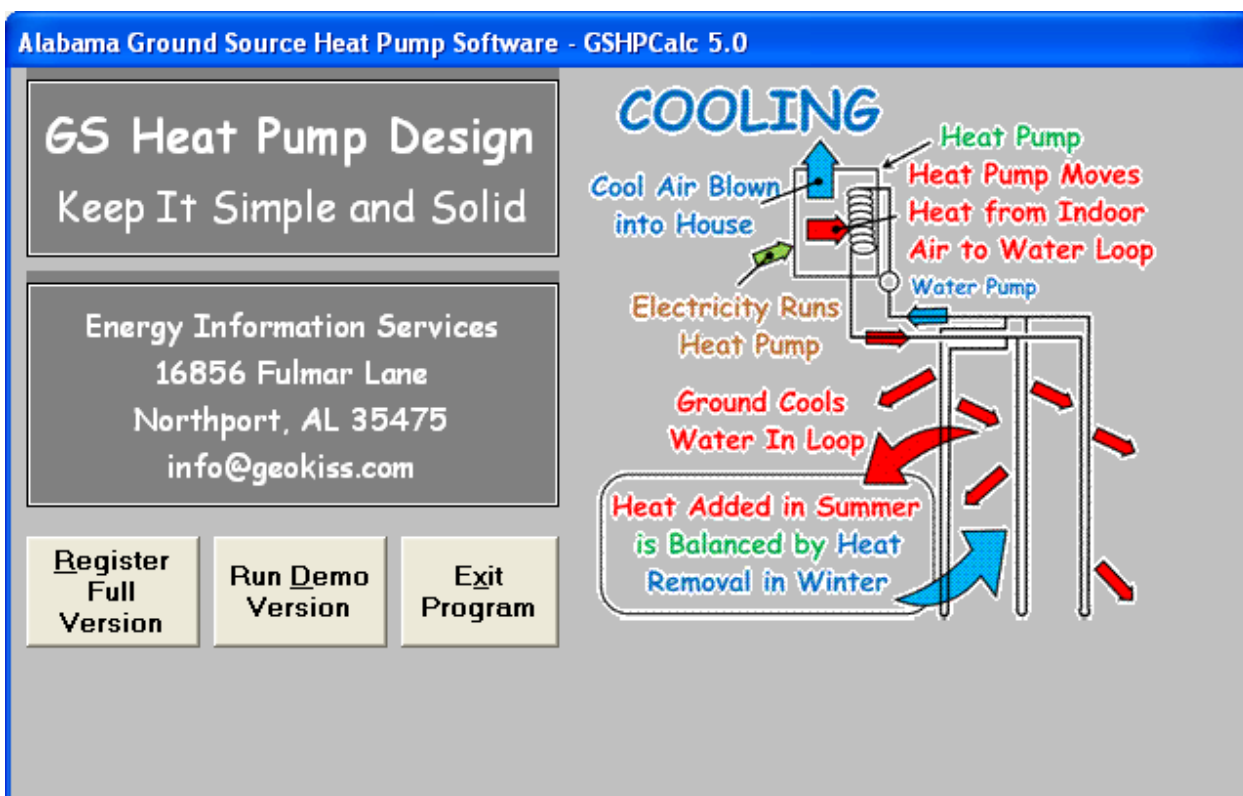 Alabama Ground Source Heat Pump Software - GSHPCalc 5.0
GS Heat Pump Design
Keep It Simple and Solid
Energy Information Services
16856 Fulmar Lane
Northport, AL 35475
info@geokiss.com
Register
Full
Version
Run Demo
Version
Exit
Program
COOLING
Heat Pump
Cool Air Blown
into House
Heat Pump Moves
Heat from Indoor
Air to Water Loop
Water Pump
Electricity Runs
Heat Pump
Ground Cools
Water In Loop
Heat Added in Summer
is Balanced by Heat
Removal in Winter